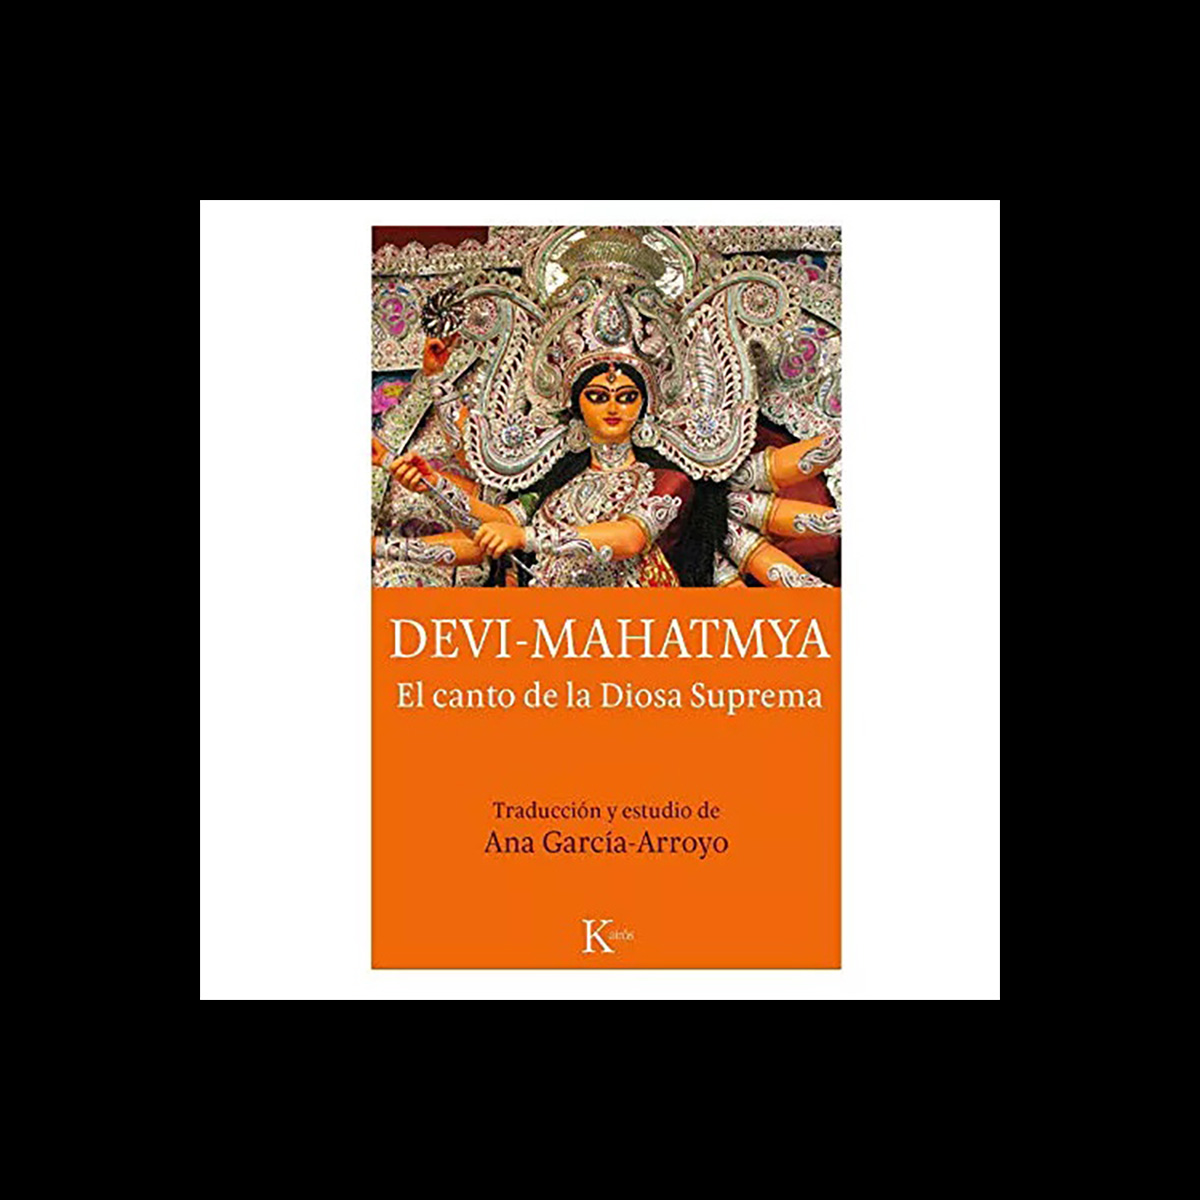 DEVI-MAHATMYA
El canto de la Diosa Suprema
Traducción y estudio de
Ana García-Arroyo
Kairós